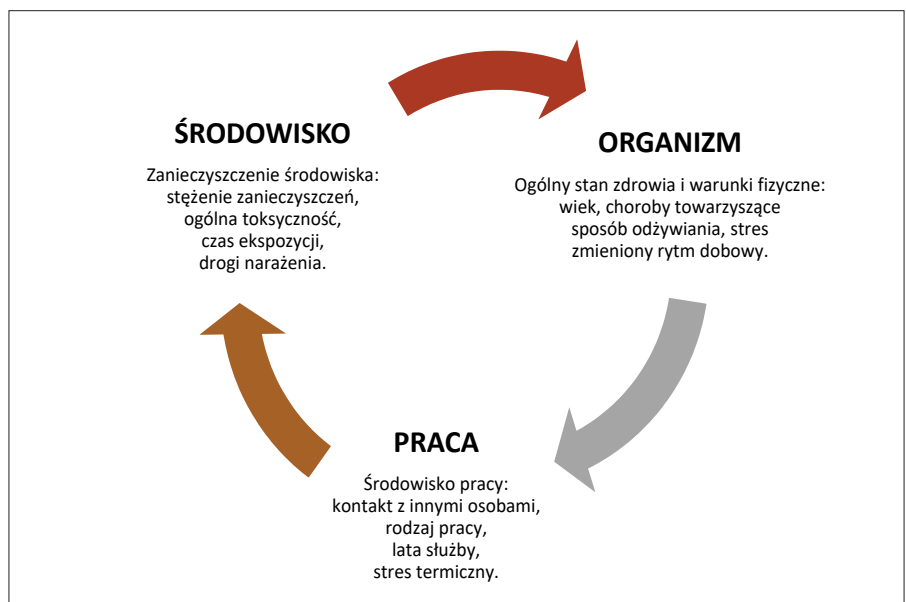 ŚRODOWISKO
Zanieczyszczenie środowiska:
stężenie zanieczyszczeń,
ogólna toksyczność,
czas ekspozycji,
drogi narażenia.
ORGANIZM
Ogólny stan zdrowia i warunki fizyczne:
wiek, choroby towarzyszące
sposób odżywiania, stres
zmieniony rytm dobowy.
PRACA
Środowisko pracy:
kontakt z innymi osobami,
rodzaj pracy,
lata służby,
stres termiczny.